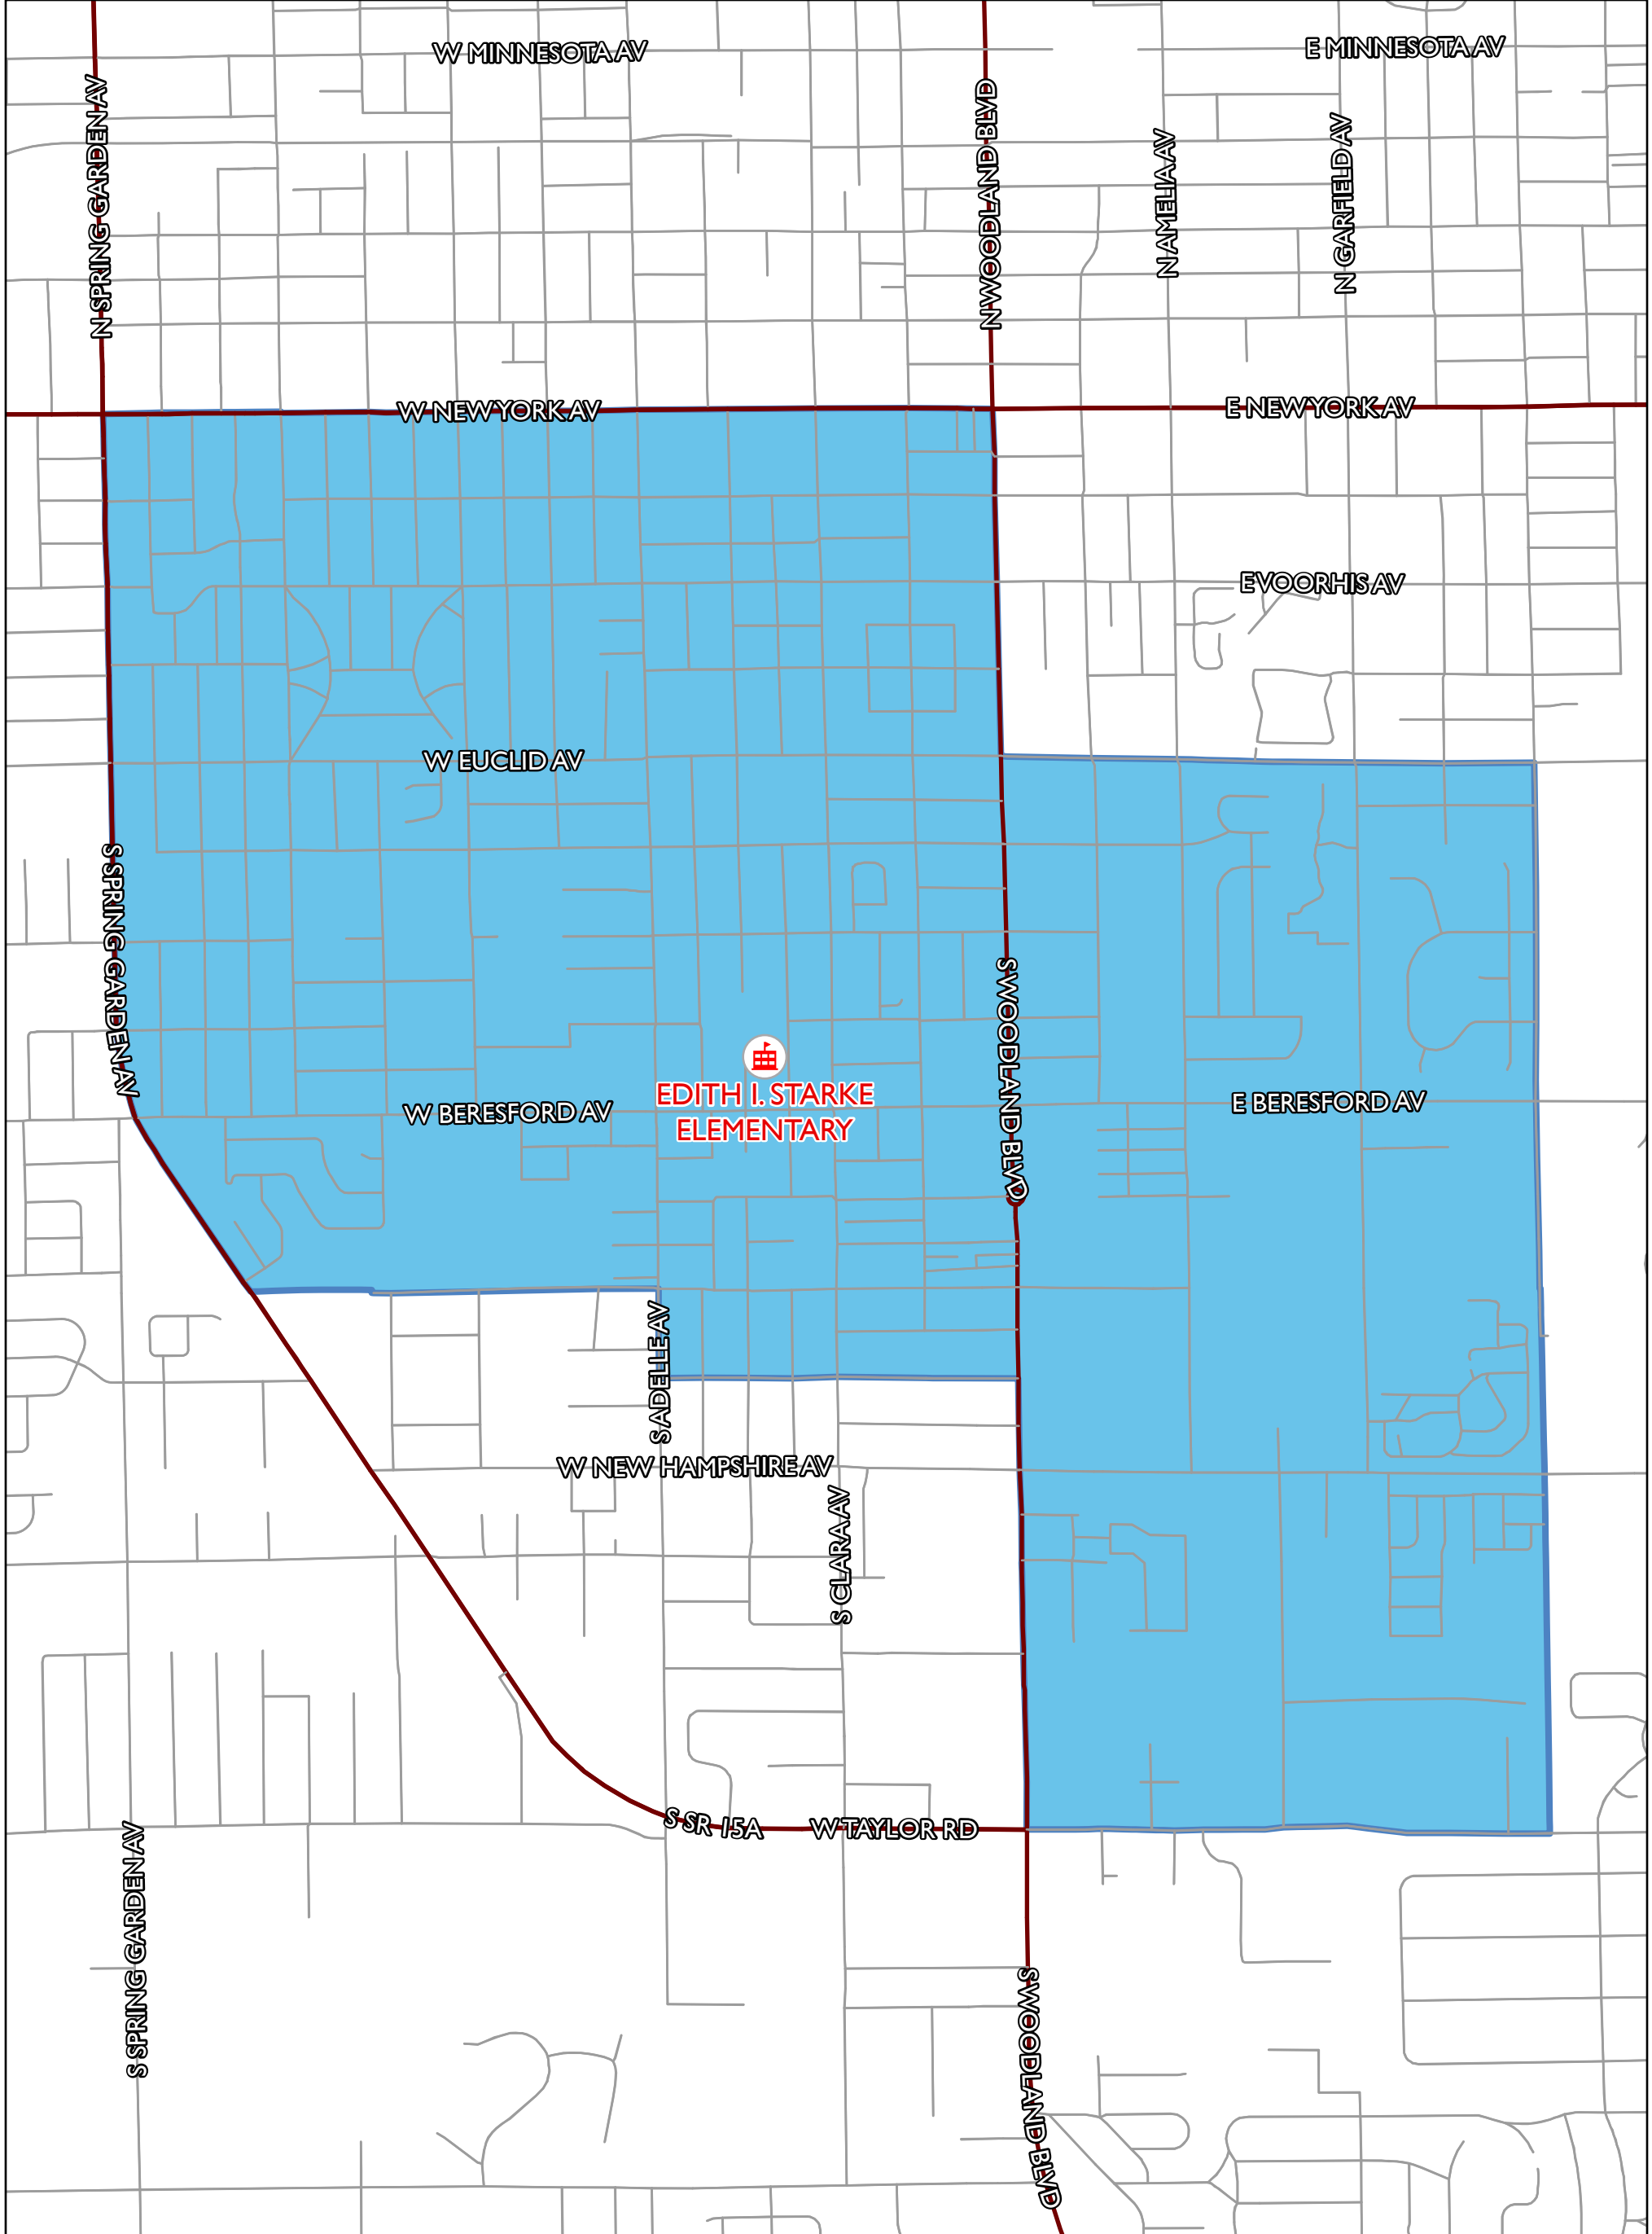 W MINNESOTA AV
E MINNESOTA AV
N SPRING GARDEN AV
N WOODLAND BLVD
N AMELIA AV
N GARFIELD AV
W NEW YORK AV
E NEW YORK AV
E VOORHIS AV
W EUCLID AV
S SPRING GARDEN AV
S WOODLAND BLVD
EDITH I. STARKE
ELEMENTARY
W BERESFORD AV
E BERESFORD AV
S ADELLE AV
W NEW HAMPSHIRE AV
S CLARA AV
S SR 15A
W TAYLOR RD
S SPRING GARDEN AV
S WOODLAND BLVD